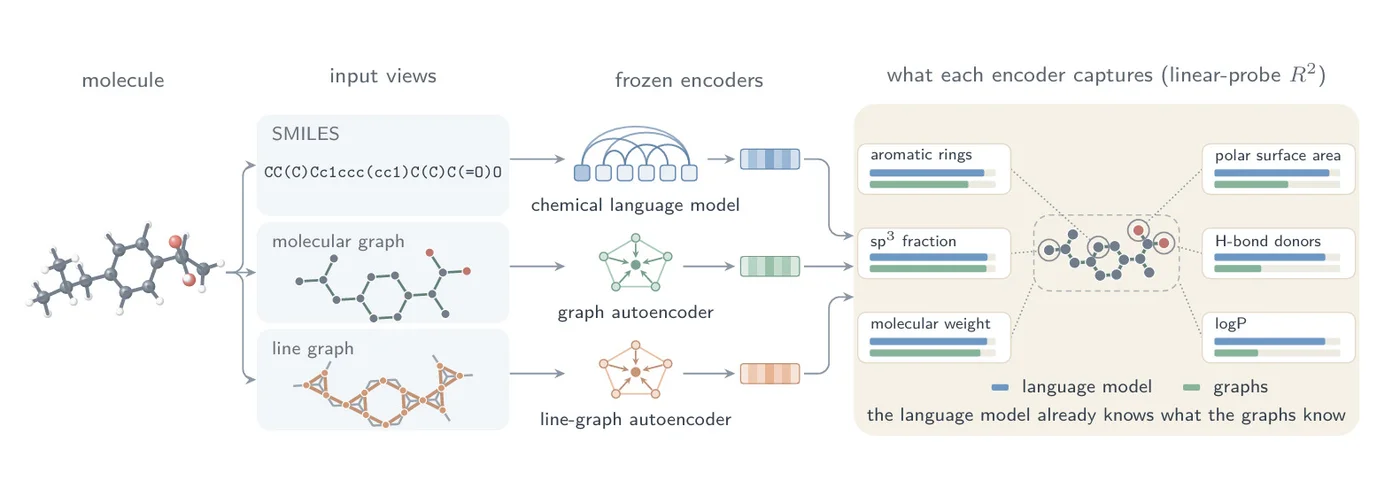 molecule
input views
frozen encoders
what each encoder captures (linear-probe R²)
SMILES
CC(C)Cc1ccc(cc1)C(C)C(=O)O
chemical language model
molecular graph
graph autoencoder
line graph
line-graph autoencoder
aromatic rings
polar surface area
sp³ fraction
H-bond donors
molecular weight
logP
language model
graphs
the language model already knows what the graphs know